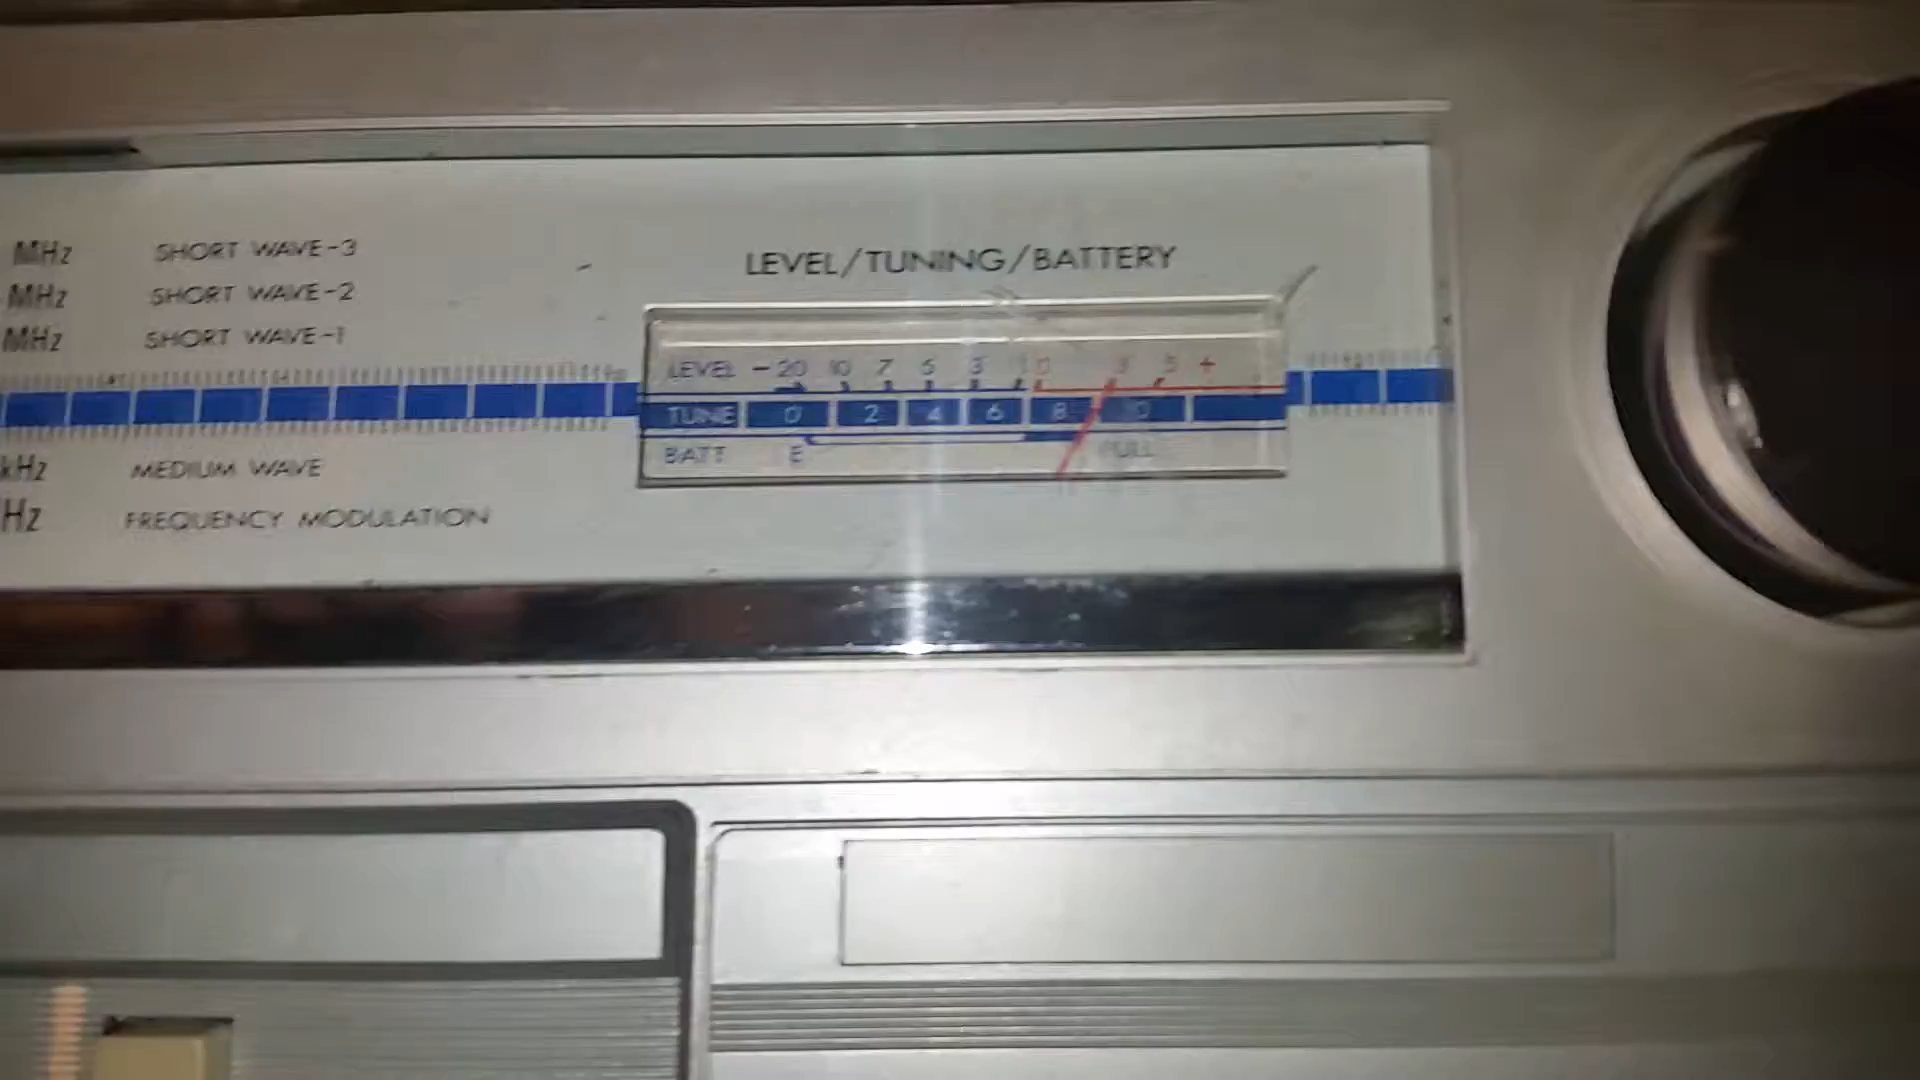 MHz SHORT WAVE-3
MHz SHORT WAVE-2
MHz SHORT WAVE-1
kHz MEDIUM WAVE
Hz FREQUENCY MODULATION
LEVEL/TUNING/BATTERY
LEVEL -20 10 7 5 3 1 0 3 5 +
TUNE 0 2 4 6 8 10
BATT E FULL